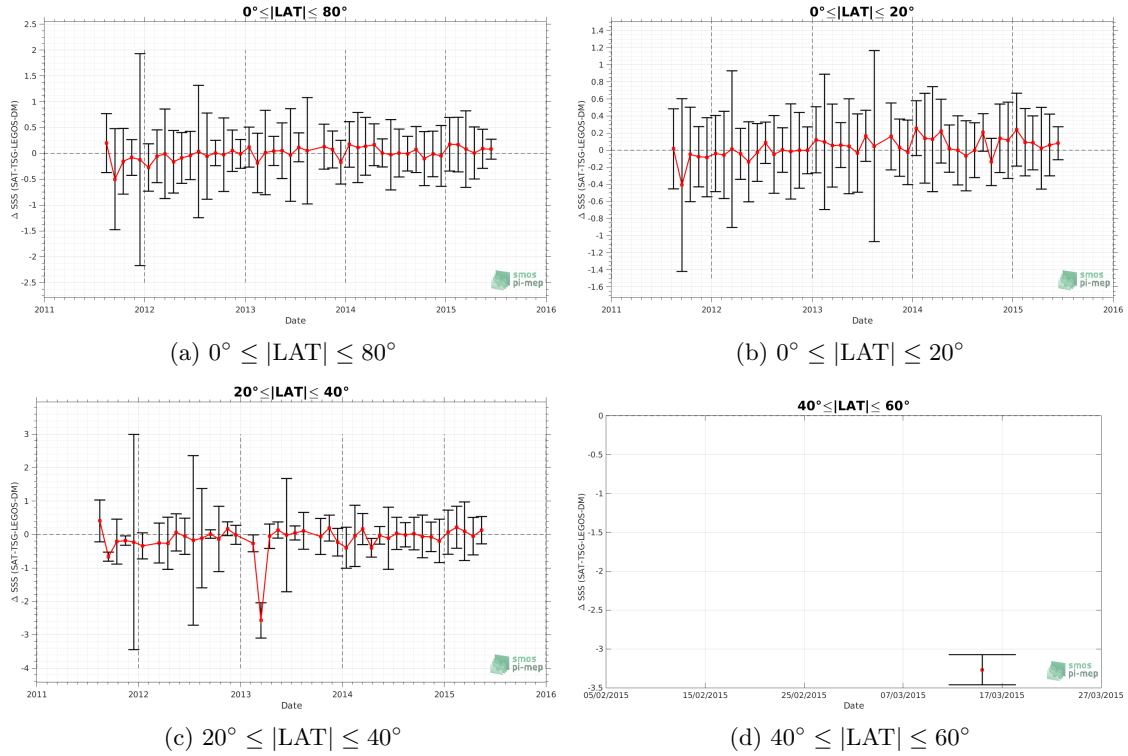 0°≤|LAT|≤ 80°
2.5
2
1.5
1
0.5
0
-0.5
-1
-1.5
-2
-2.5
Δ SSS (SAT-TSG-LEGOS-DM)
2011 2012 2013 2014 2015 2016
Date
smos
pi-mep
(a) 0° ≤ |LAT| ≤ 80°
0°≤|LAT|≤ 20°
1.4
1.2
1
0.8
0.6
0.4
0.2
0
-0.2
-0.4
-0.6
-0.8
-1
-1.2
-1.4
-1.6
Δ SSS (SAT-TSG-LEGOS-DM)
2011 2012 2013 2014 2015 2016
Date
smos
pi-mep
(b) 0° ≤ |LAT| ≤ 20°
20°≤|LAT|≤ 40°
3
2
1
0
-1
-2
-3
-4
Δ SSS (SAT-TSG-LEGOS-DM)
2011 2012 2013 2014 2015 2016
Date
smos
pi-mep
(c) 20° ≤ |LAT| ≤ 40°
40°≤|LAT|≤ 60°
0
-0.5
-1
-1.5
-2
-2.5
-3
-3.5
Δ SSS (SAT-TSG-LEGOS-DM)
05/02/2015 15/02/2015 25/02/2015 07/03/2015 17/03/2015 27/03/2015
Date
smos
pi-mep
(d) 40° ≤ |LAT| ≤ 60°